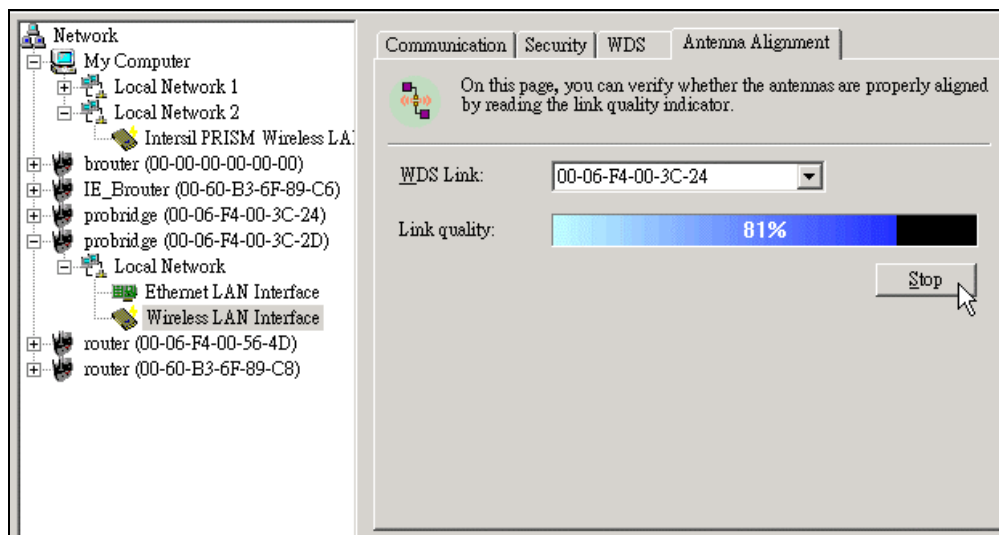 Network
My Computer
Local Network 1
Local Network 2
Intersil PRISM Wireless LA
brouter (00-00-00-00-00-00)
IE_Brouter (00-60-B3-6F-89-C6)
probridge (00-06-F4-00-3C-24)
probridge (00-06-F4-00-3C-2D)
Local Network
Ethernet LAN Interface
Wireless LAN Interface
router (00-06-F4-00-56-4D)
router (00-60-B3-6F-89-C8)
Communication Security WDS Antenna Alignment
On this page, you can verify whether the antennas are properly aligned
by reading the link quality indicator.
WDS Link: 00-06-F4-00-3C-24
Link quality: 81%
Stop